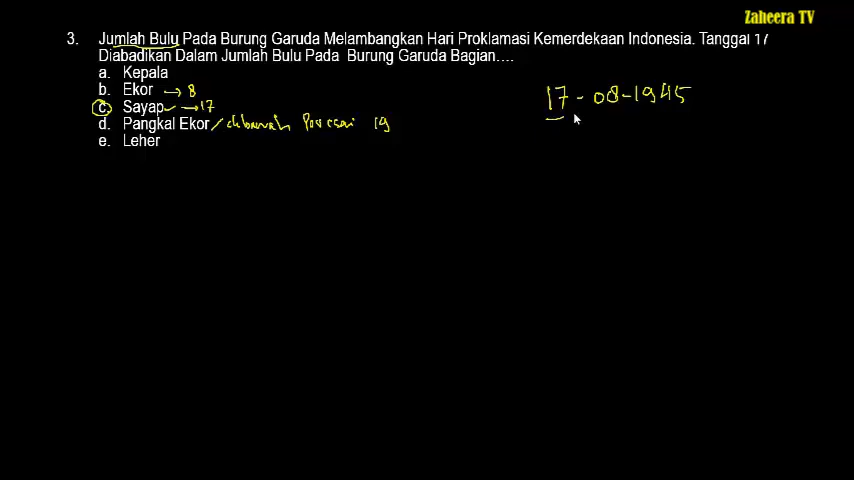 Zaheera TV
3. Jumlah Bulu Pada Burung Garuda Melambangkan Hari Proklamasi Kemerdekaan Indonesia. Tanggal 17
Diabadikan Dalam Jumlah Bulu Pada Burung Garuda Bagian....
a. Kepala
b. Ekor → 8
c. Sayap → 17
d. Pangkal Ekor / dibawah Perisai 19
e. Leher
17-08-1945